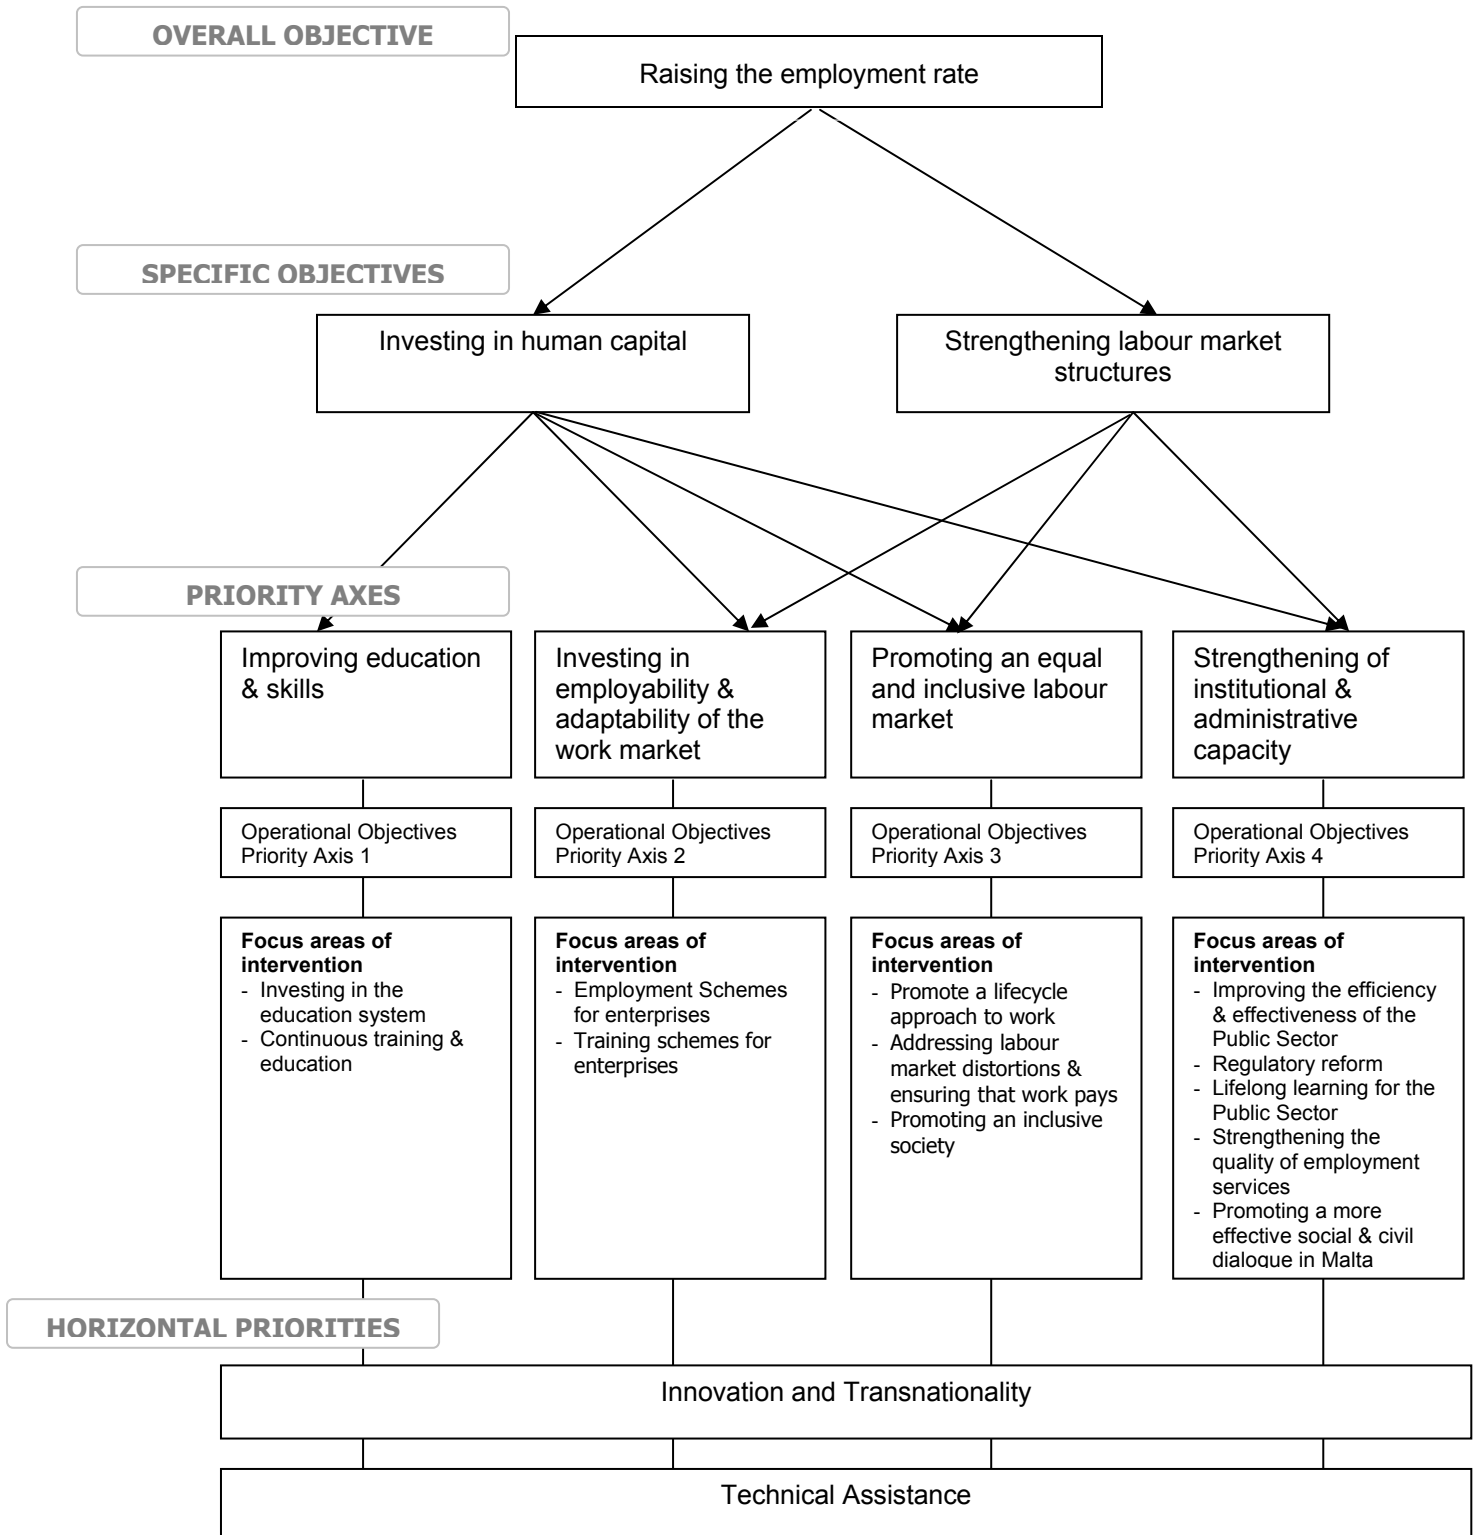 OVERALL OBJECTIVE
Raising the employment rate
SPECIFIC OBJECTIVES
Investing in human capital
Strengthening labour market
structures
PRIORITY AXES
Improving education
& skills
Investing in
employability &
adaptability of the
work market
Promoting an equal
and inclusive labour
market
Strengthening of
institutional &
administrative
capacity
Operational Objectives
Priority Axis 1
Operational Objectives
Priority Axis 2
Operational Objectives
Priority Axis 3
Operational Objectives
Priority Axis 4
Focus areas of
intervention
- Investing in the
education system
- Continuous training &
education
Focus areas of
intervention
- Employment Schemes
for enterprises
- Training schemes for
enterprises
Focus areas of
intervention
- Promote a lifecycle
approach to work
- Addressing labour
market distortions &
ensuring that work pays
- Promoting an inclusive
society
Focus areas of
intervention
- Improving the efficiency
& effectiveness of the
Public Sector
- Regulatory reform
- Lifelong learning for the
Public Sector
- Strengthening the
quality of employment
services
- Promoting a more
effective social & civil
dialogue in Malta
HORIZONTAL PRIORITIES
Innovation and Transnationality
Technical Assistance